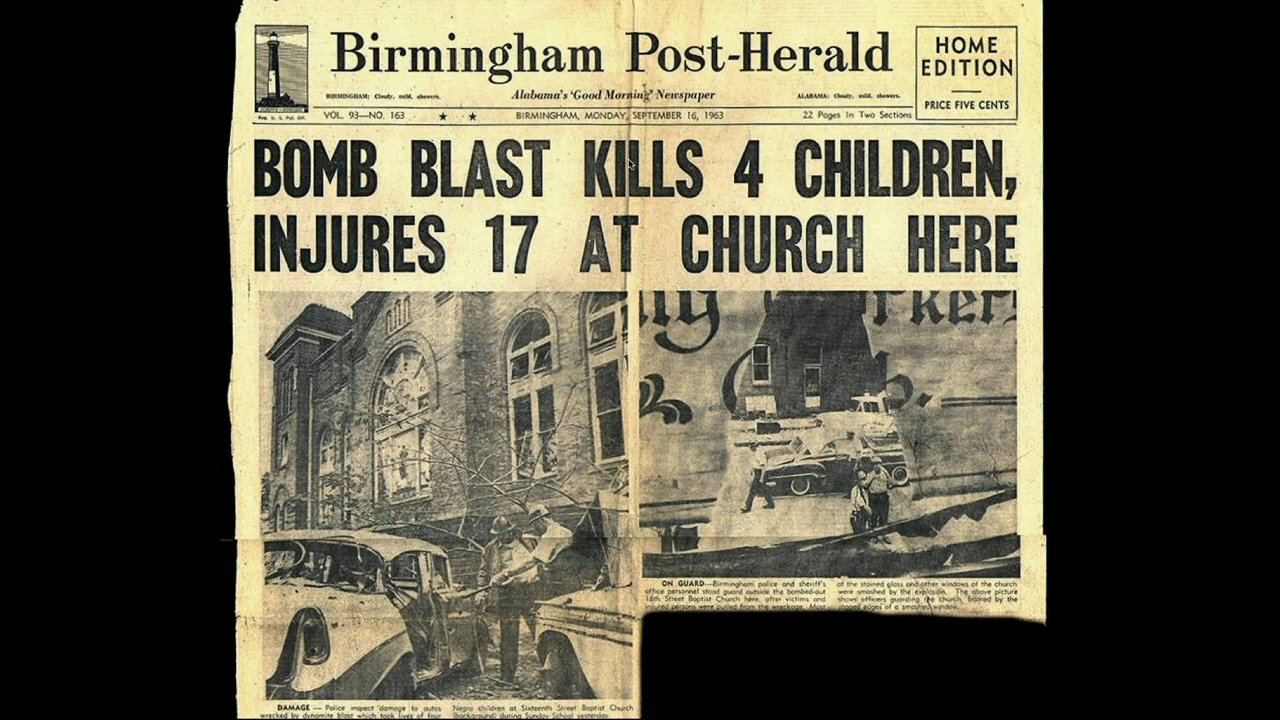 Birmingham Post-Herald
HOME
EDITION
PRICE FIVE CENTS
BIRMINGHAM: Cloudy, mild, showers.
Alabama's 'Good Morning' Newspaper
ALABAMA: Cloudy, mild, showers.
Reg. U. S. Pat. Off.
VOL. 93—NO. 163
BIRMINGHAM, MONDAY, SEPTEMBER 16, 1963
22 Pages In Two Sections
BOMB BLAST KILLS 4 CHILDREN,
INJURES 17 AT CHURCH HERE
ON GUARD—Birmingham police and sheriff's
office personnel stood guard outside the bombed-out
16th Street Baptist Church here, after victims and
injured persons were pulled from the wreckage. Most
of the stained glass and other windows of the church
were smashed by the explosion. The above picture
shows officers guarding the church, framed by the
jagged edges of a smashed window.
DAMAGE — Police inspect damage to autos
wrecked by dynamite blast which took lives of four
Negro children at Sixteenth Street Baptist Church
(background) during Sunday School yesterday.